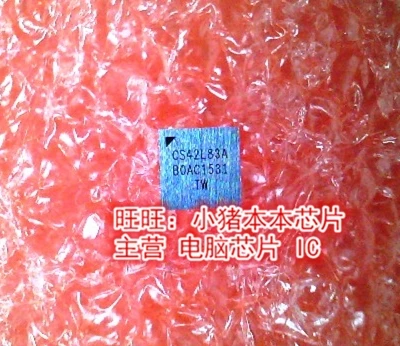 CS42L83A
B0AC1531
TW
旺旺：小猪本本芯片
主营 电脑芯片 IC